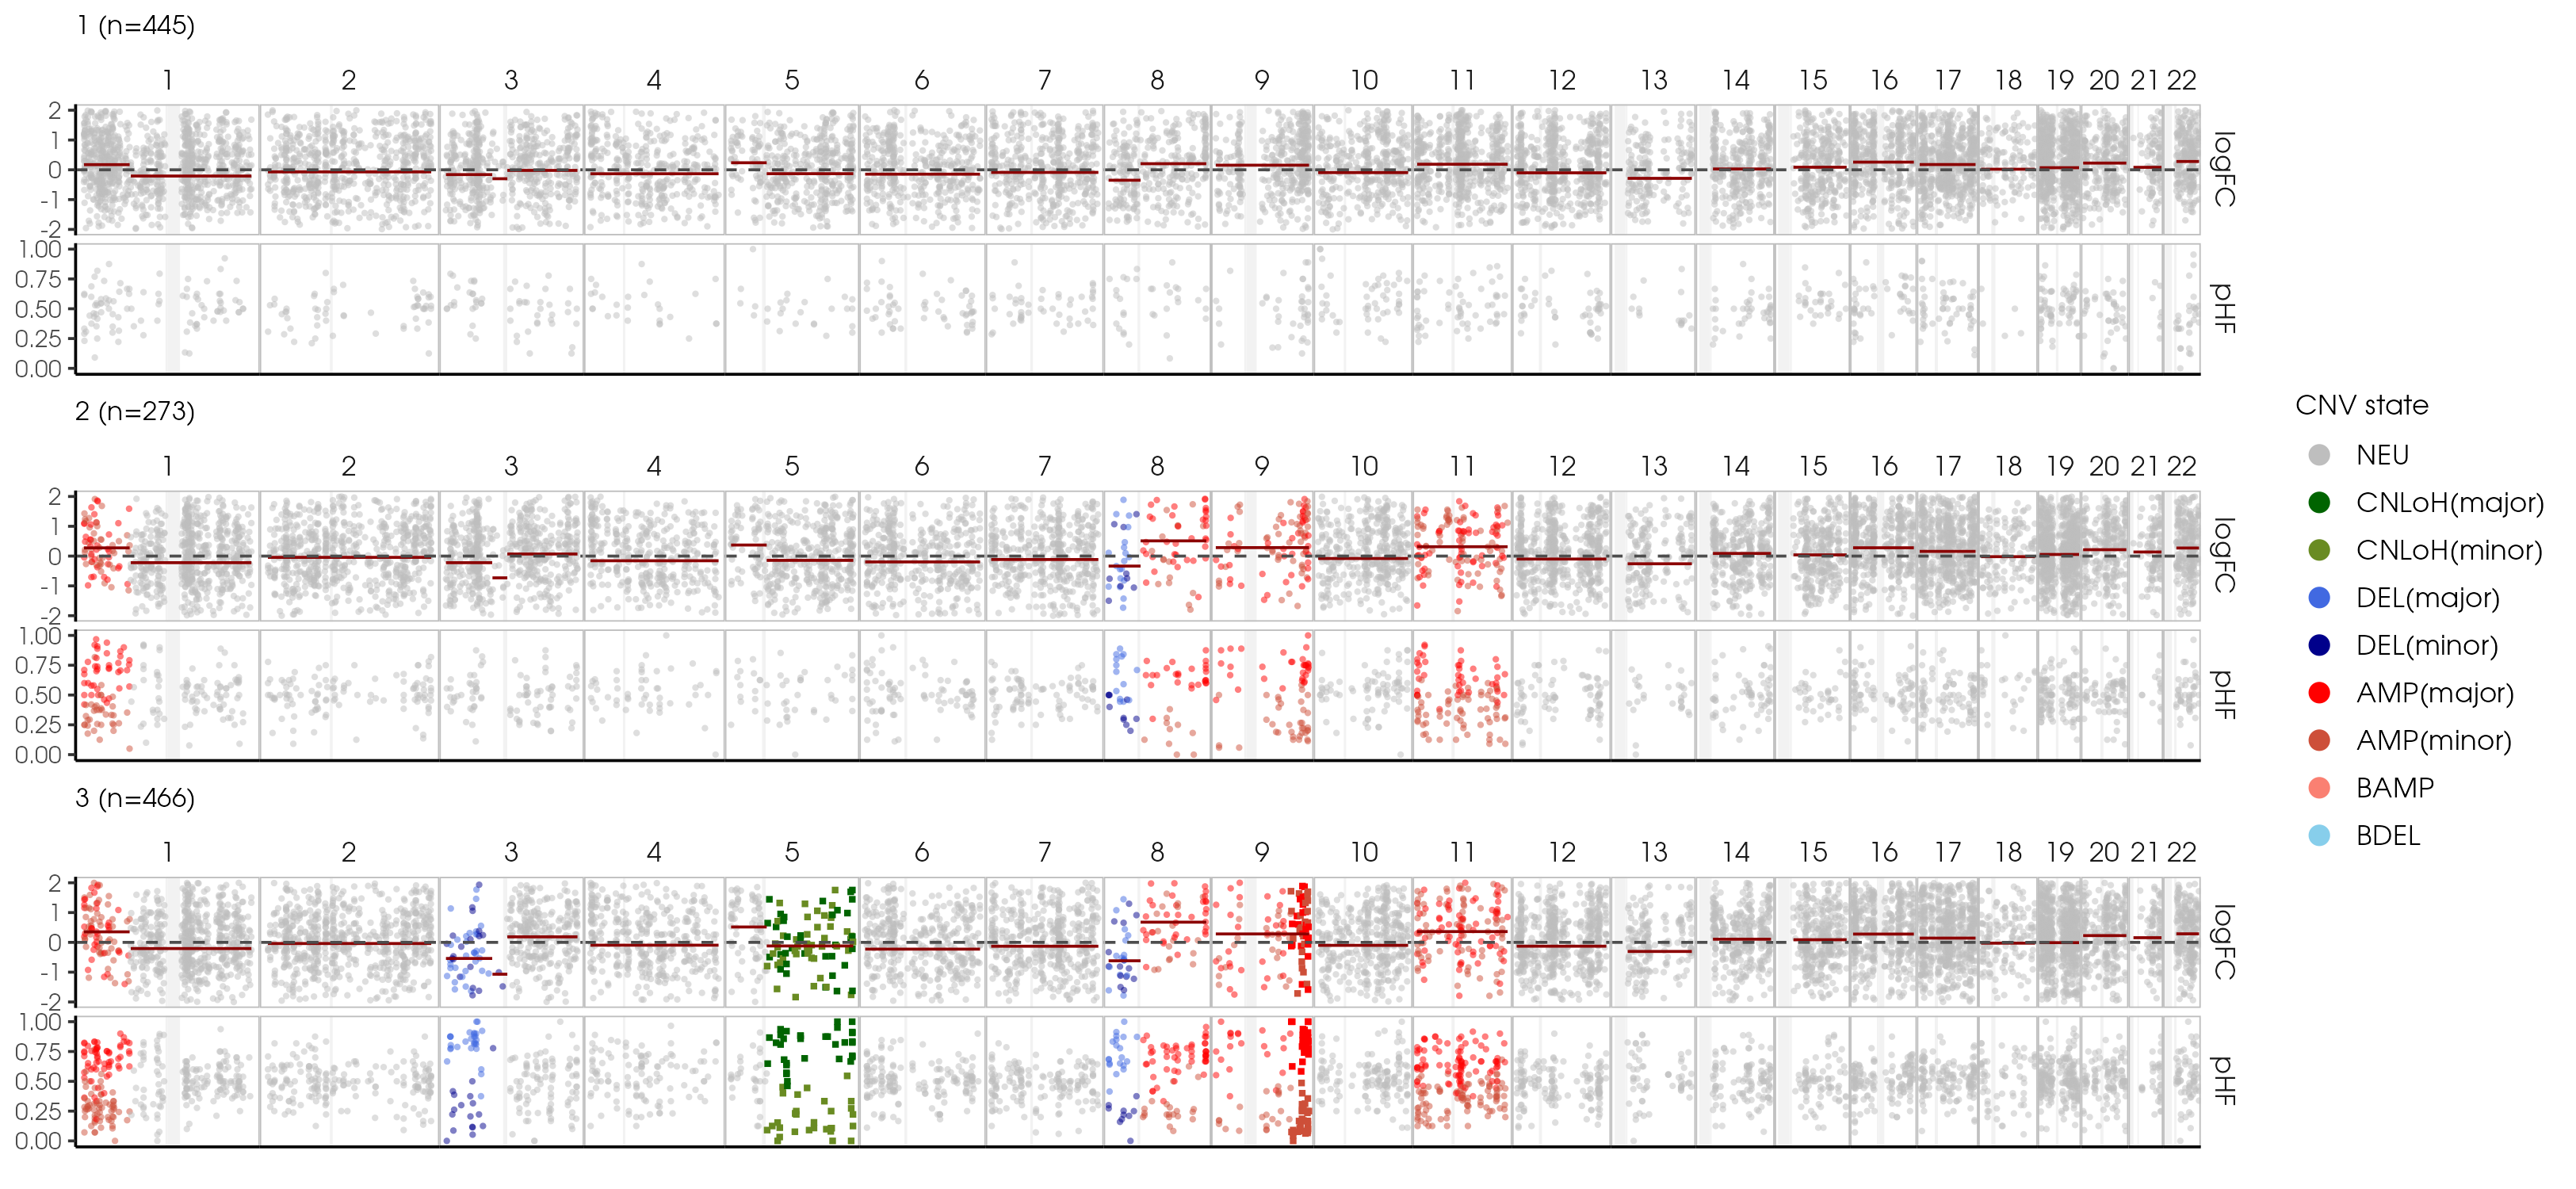 1 (n=445)
1 2 3 4 5 6 7 8 9 10 11 12 13 14 15 16 17 18 19 20 21 22
2
1
0
-1
-2
logFC
1.00
0.75
0.50
0.25
0.00
pHF
2 (n=273)
1 2 3 4 5 6 7 8 9 10 11 12 13 14 15 16 17 18 19 20 21 22
2
1
0
-1
-2
logFC
1.00
0.75
0.50
0.25
0.00
pHF
3 (n=466)
1 2 3 4 5 6 7 8 9 10 11 12 13 14 15 16 17 18 19 20 21 22
2
1
0
-1
-2
logFC
1.00
0.75
0.50
0.25
0.00
pHF
CNV state
NEU
CNLoH(major)
CNLoH(minor)
DEL(major)
DEL(minor)
AMP(major)
AMP(minor)
BAMP
BDEL